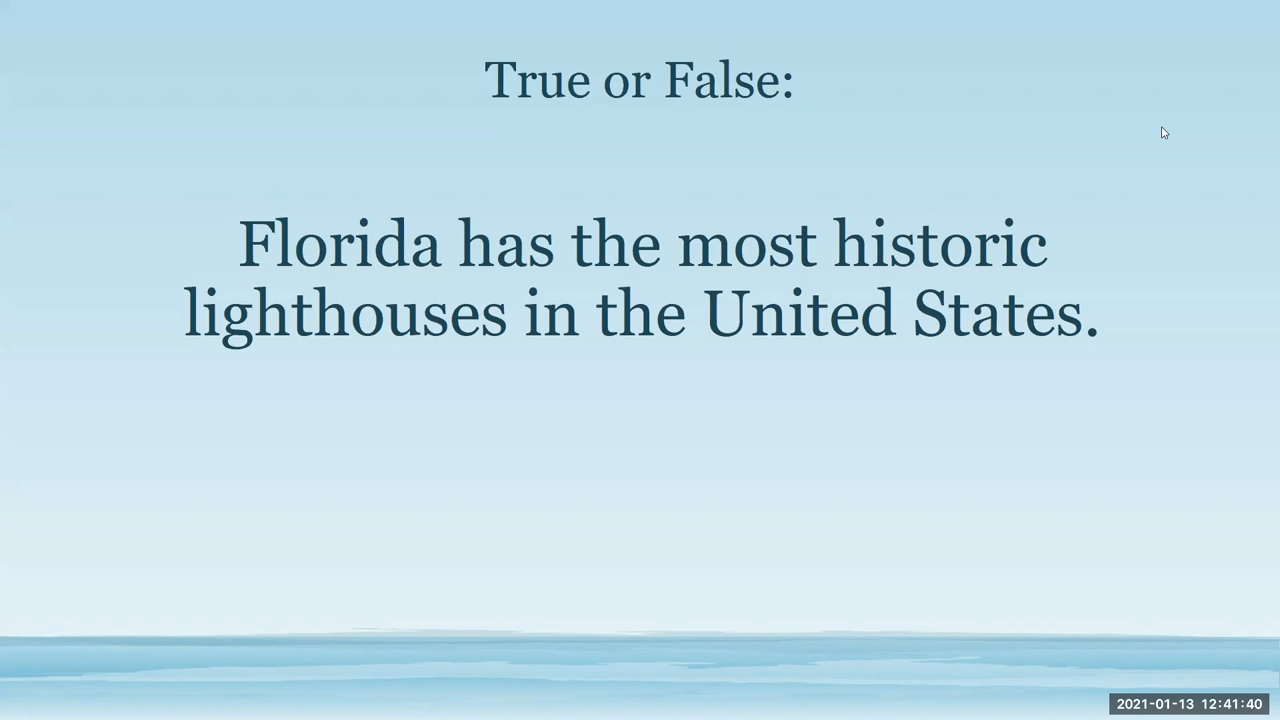 True or False:
Florida has the most historic
lighthouses in the United States.
2021-01-13 12:41:40